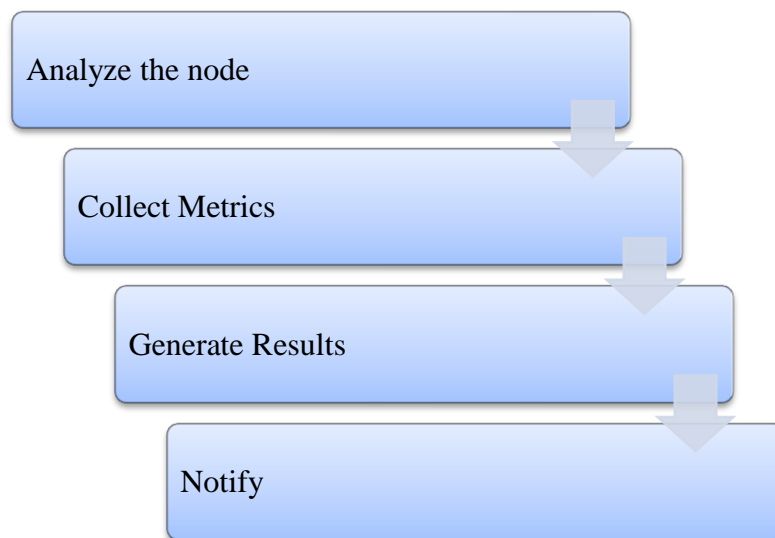 Analyze the node
Collect Metrics
Generate Results
Notify